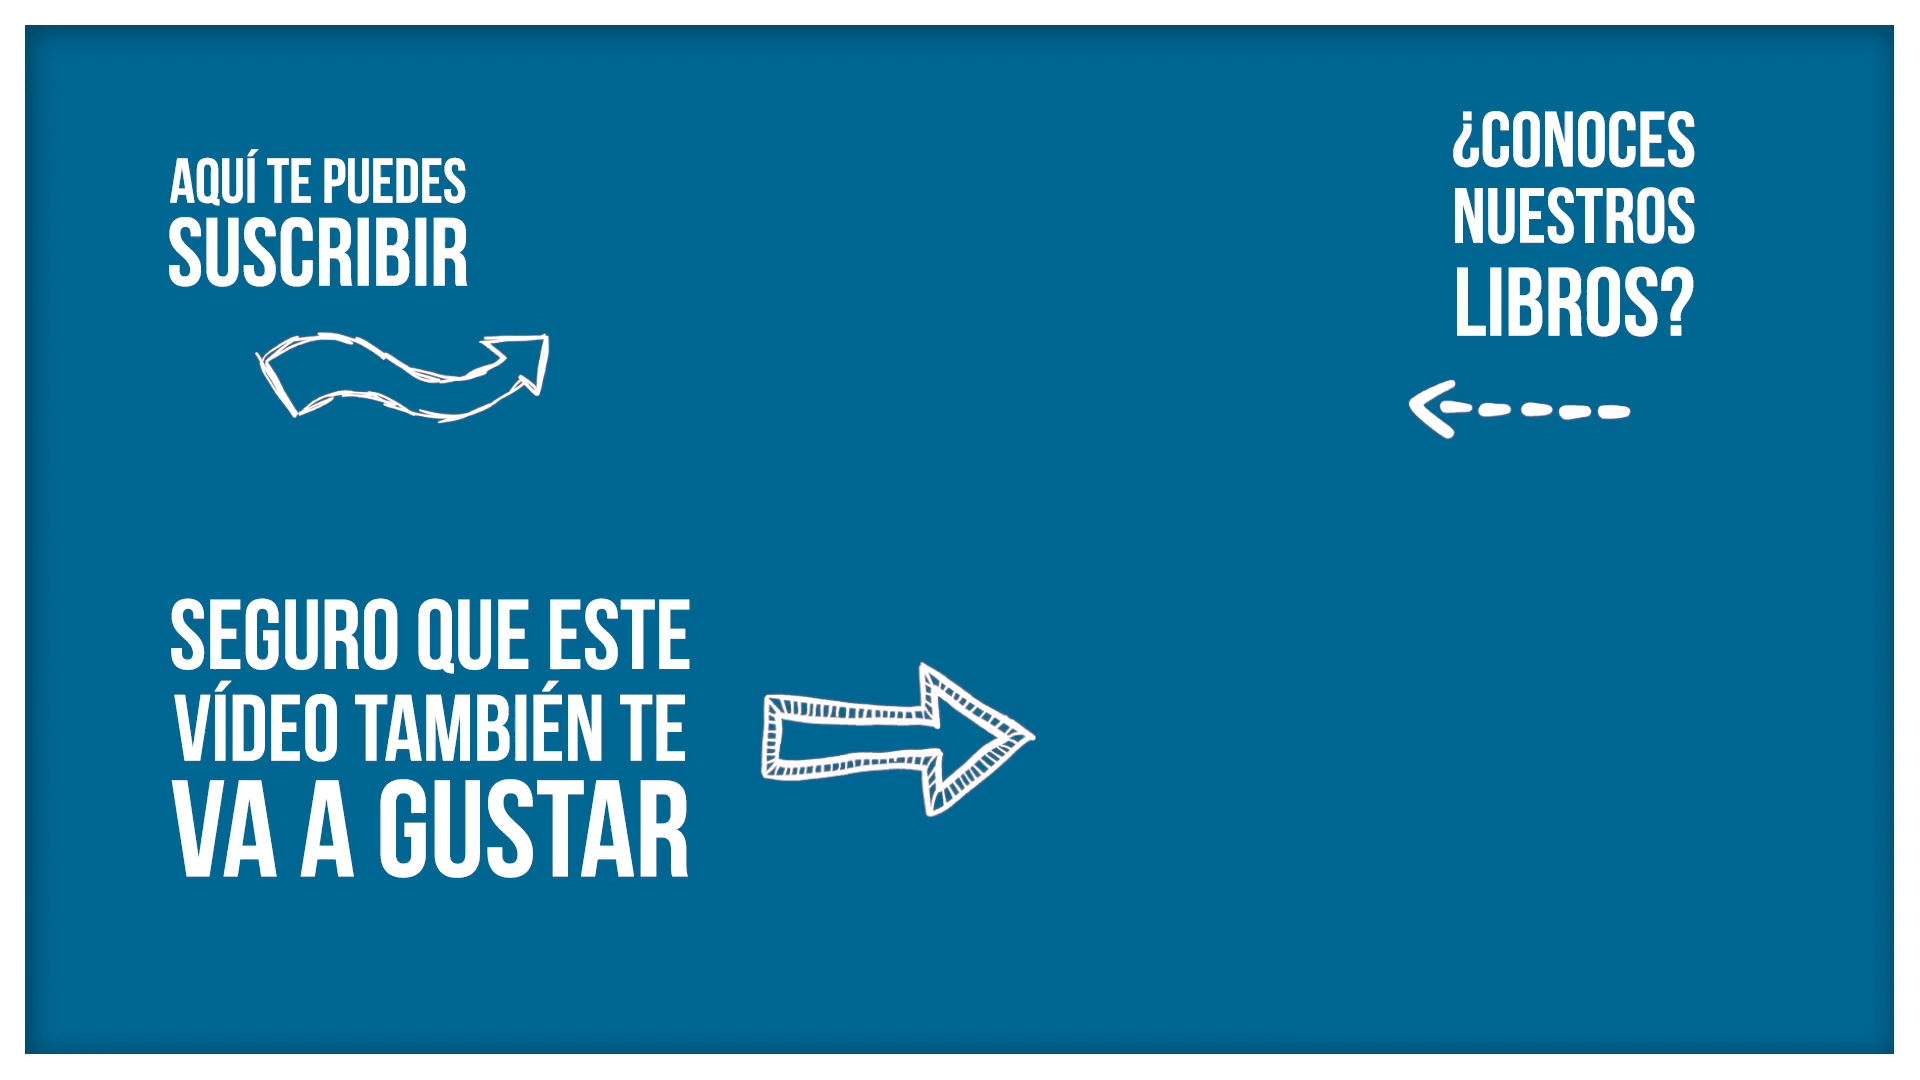 AQUÍ TE PUEDES
SUSCRIBIR
¿CONOCES
NUESTROS
LIBROS?
SEGURO QUE ESTE
VÍDEO TAMBIÉN TE
VA A GUSTAR